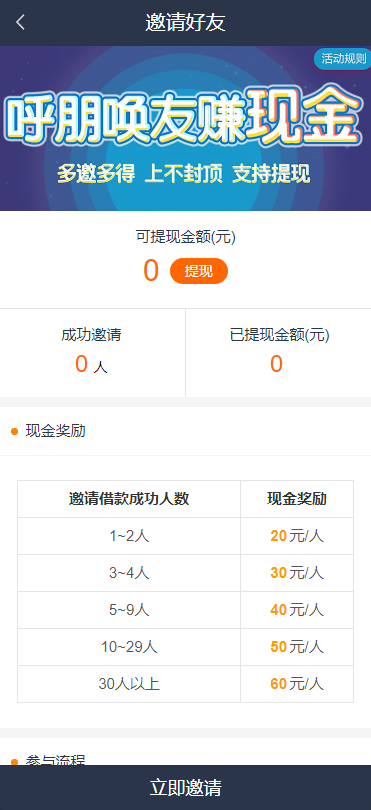 邀请好友
活动规则
呼朋唤友赚现金
多邀多得 上不封顶 支持提现
可提现金额(元)
0 提现
成功邀请 已提现金额(元)
0 人 0
现金奖励
邀请借款成功人数 现金奖励
1~2人 20 元/人
3~4人 30 元/人
5~9人 40 元/人
10~29人 50 元/人
30人以上 60 元/人
参与流程
立即邀请